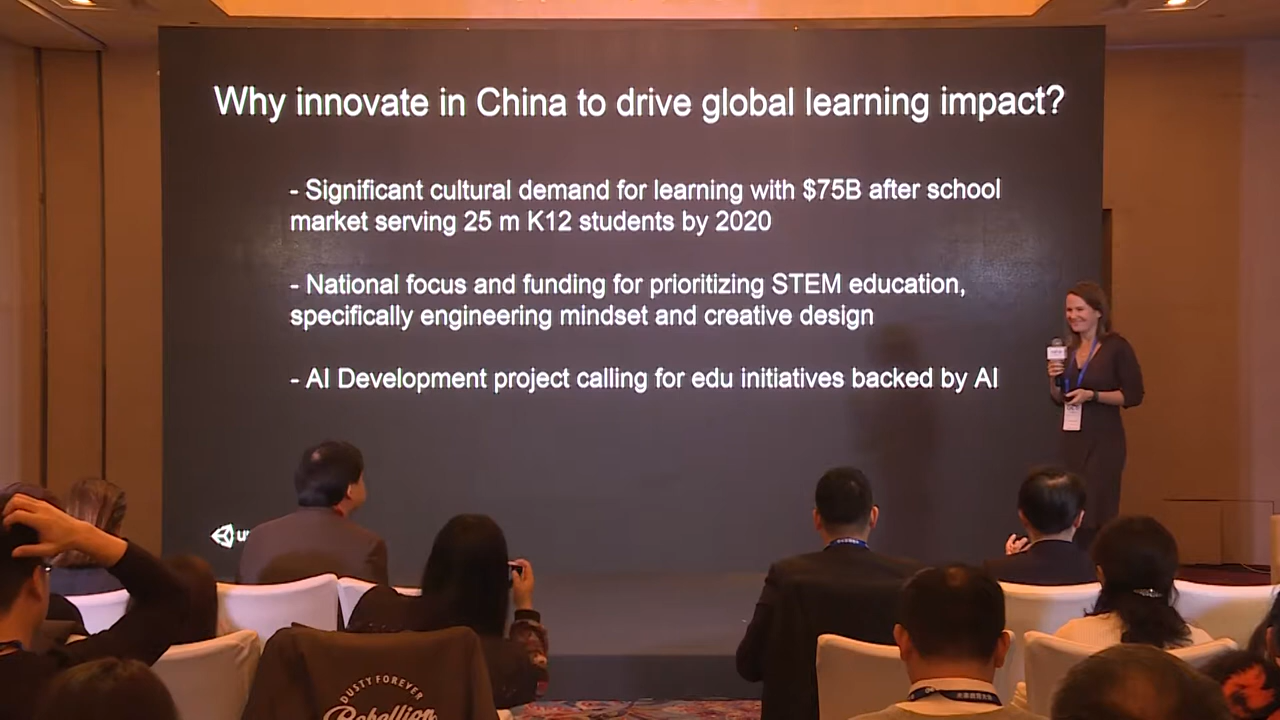 Why innovate in China to drive global learning impact?
- Significant cultural demand for learning with $75B after school
market serving 25 m K12 students by 2020
- National focus and funding for prioritizing STEM education,
specifically engineering mindset and creative design
- AI Development project calling for edu initiatives backed by AI
DUSTY FOREVER
Rebellion